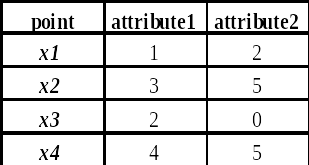 point attribute1 attribute2
x1 1 2
x2 3 5
x3 2 0
x4 4 5